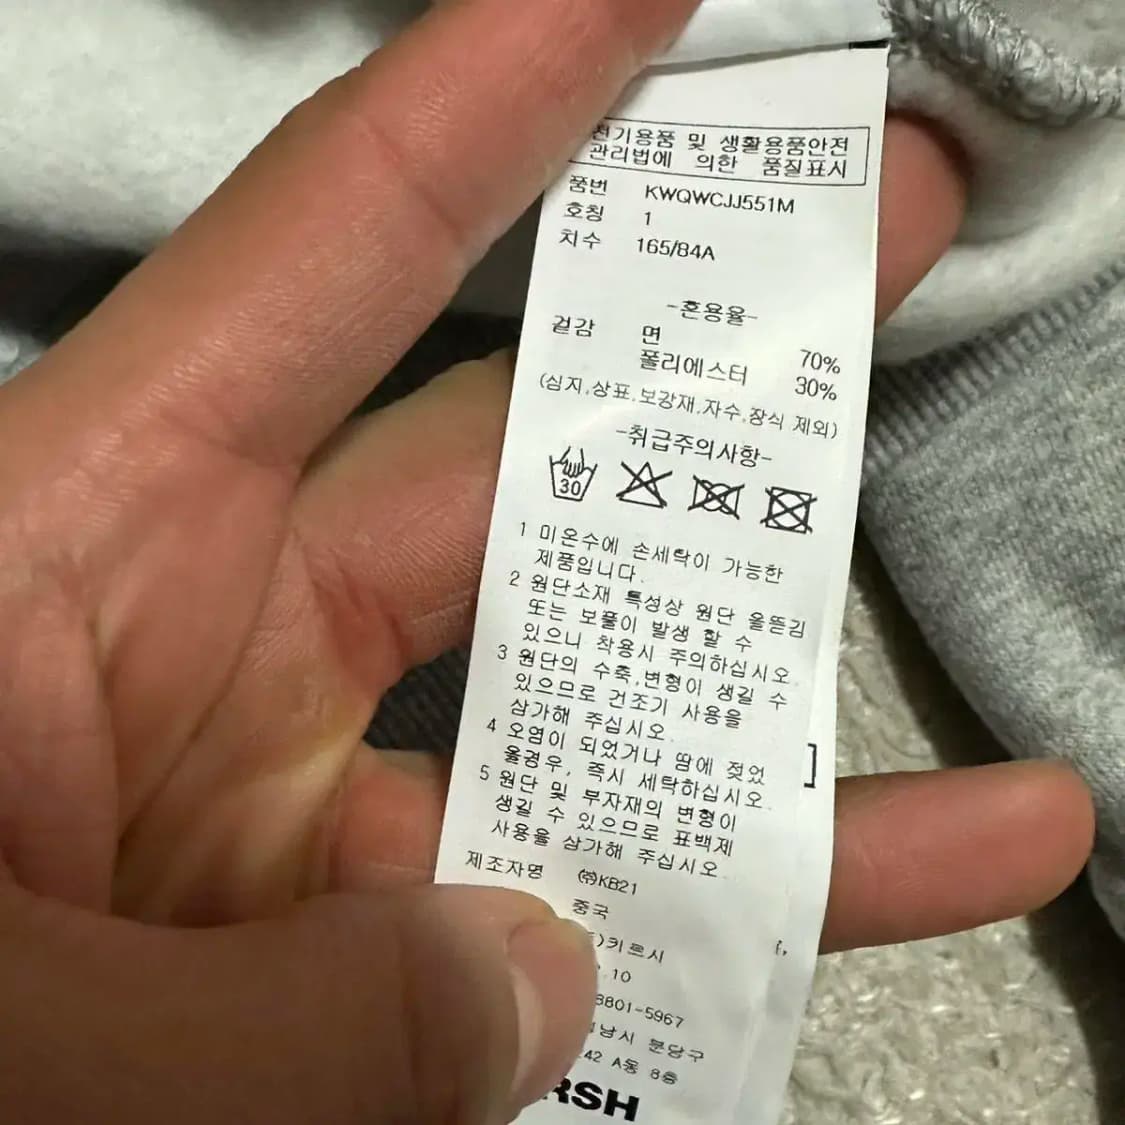 전기용품 및 생활용품안전
관리법에 의한 품질표시
품번 KWQWCJJ551M
호칭 1
치수 165/84A
-혼용율-
겉감 면 70%
폴리에스터 30%
(심지,상표,보강재,자수,장식 제외)
-취급주의사항-
30
1 미온수에 손세탁이 가능한
제품입니다.
2 원단소재 특성상 원단 올뜯김
또는 보풀이 발생 할 수
있으니 착용시 주의하십시오.
3 원단의 수축,변형이 생길 수
있으므로 건조기 사용을
삼가해 주십시오.
4 오염이 되었거나 땀에 젖었
을경우, 즉시 세탁하십시오.
5 원단 및 부자재의 변형이
생길 수 있으므로 표백제
사용을 삼가해 주십시오.
제조자명 ㈜KB21
중국
)키르시
.10
8801-5967
분당구
42 A동 8층
RSH